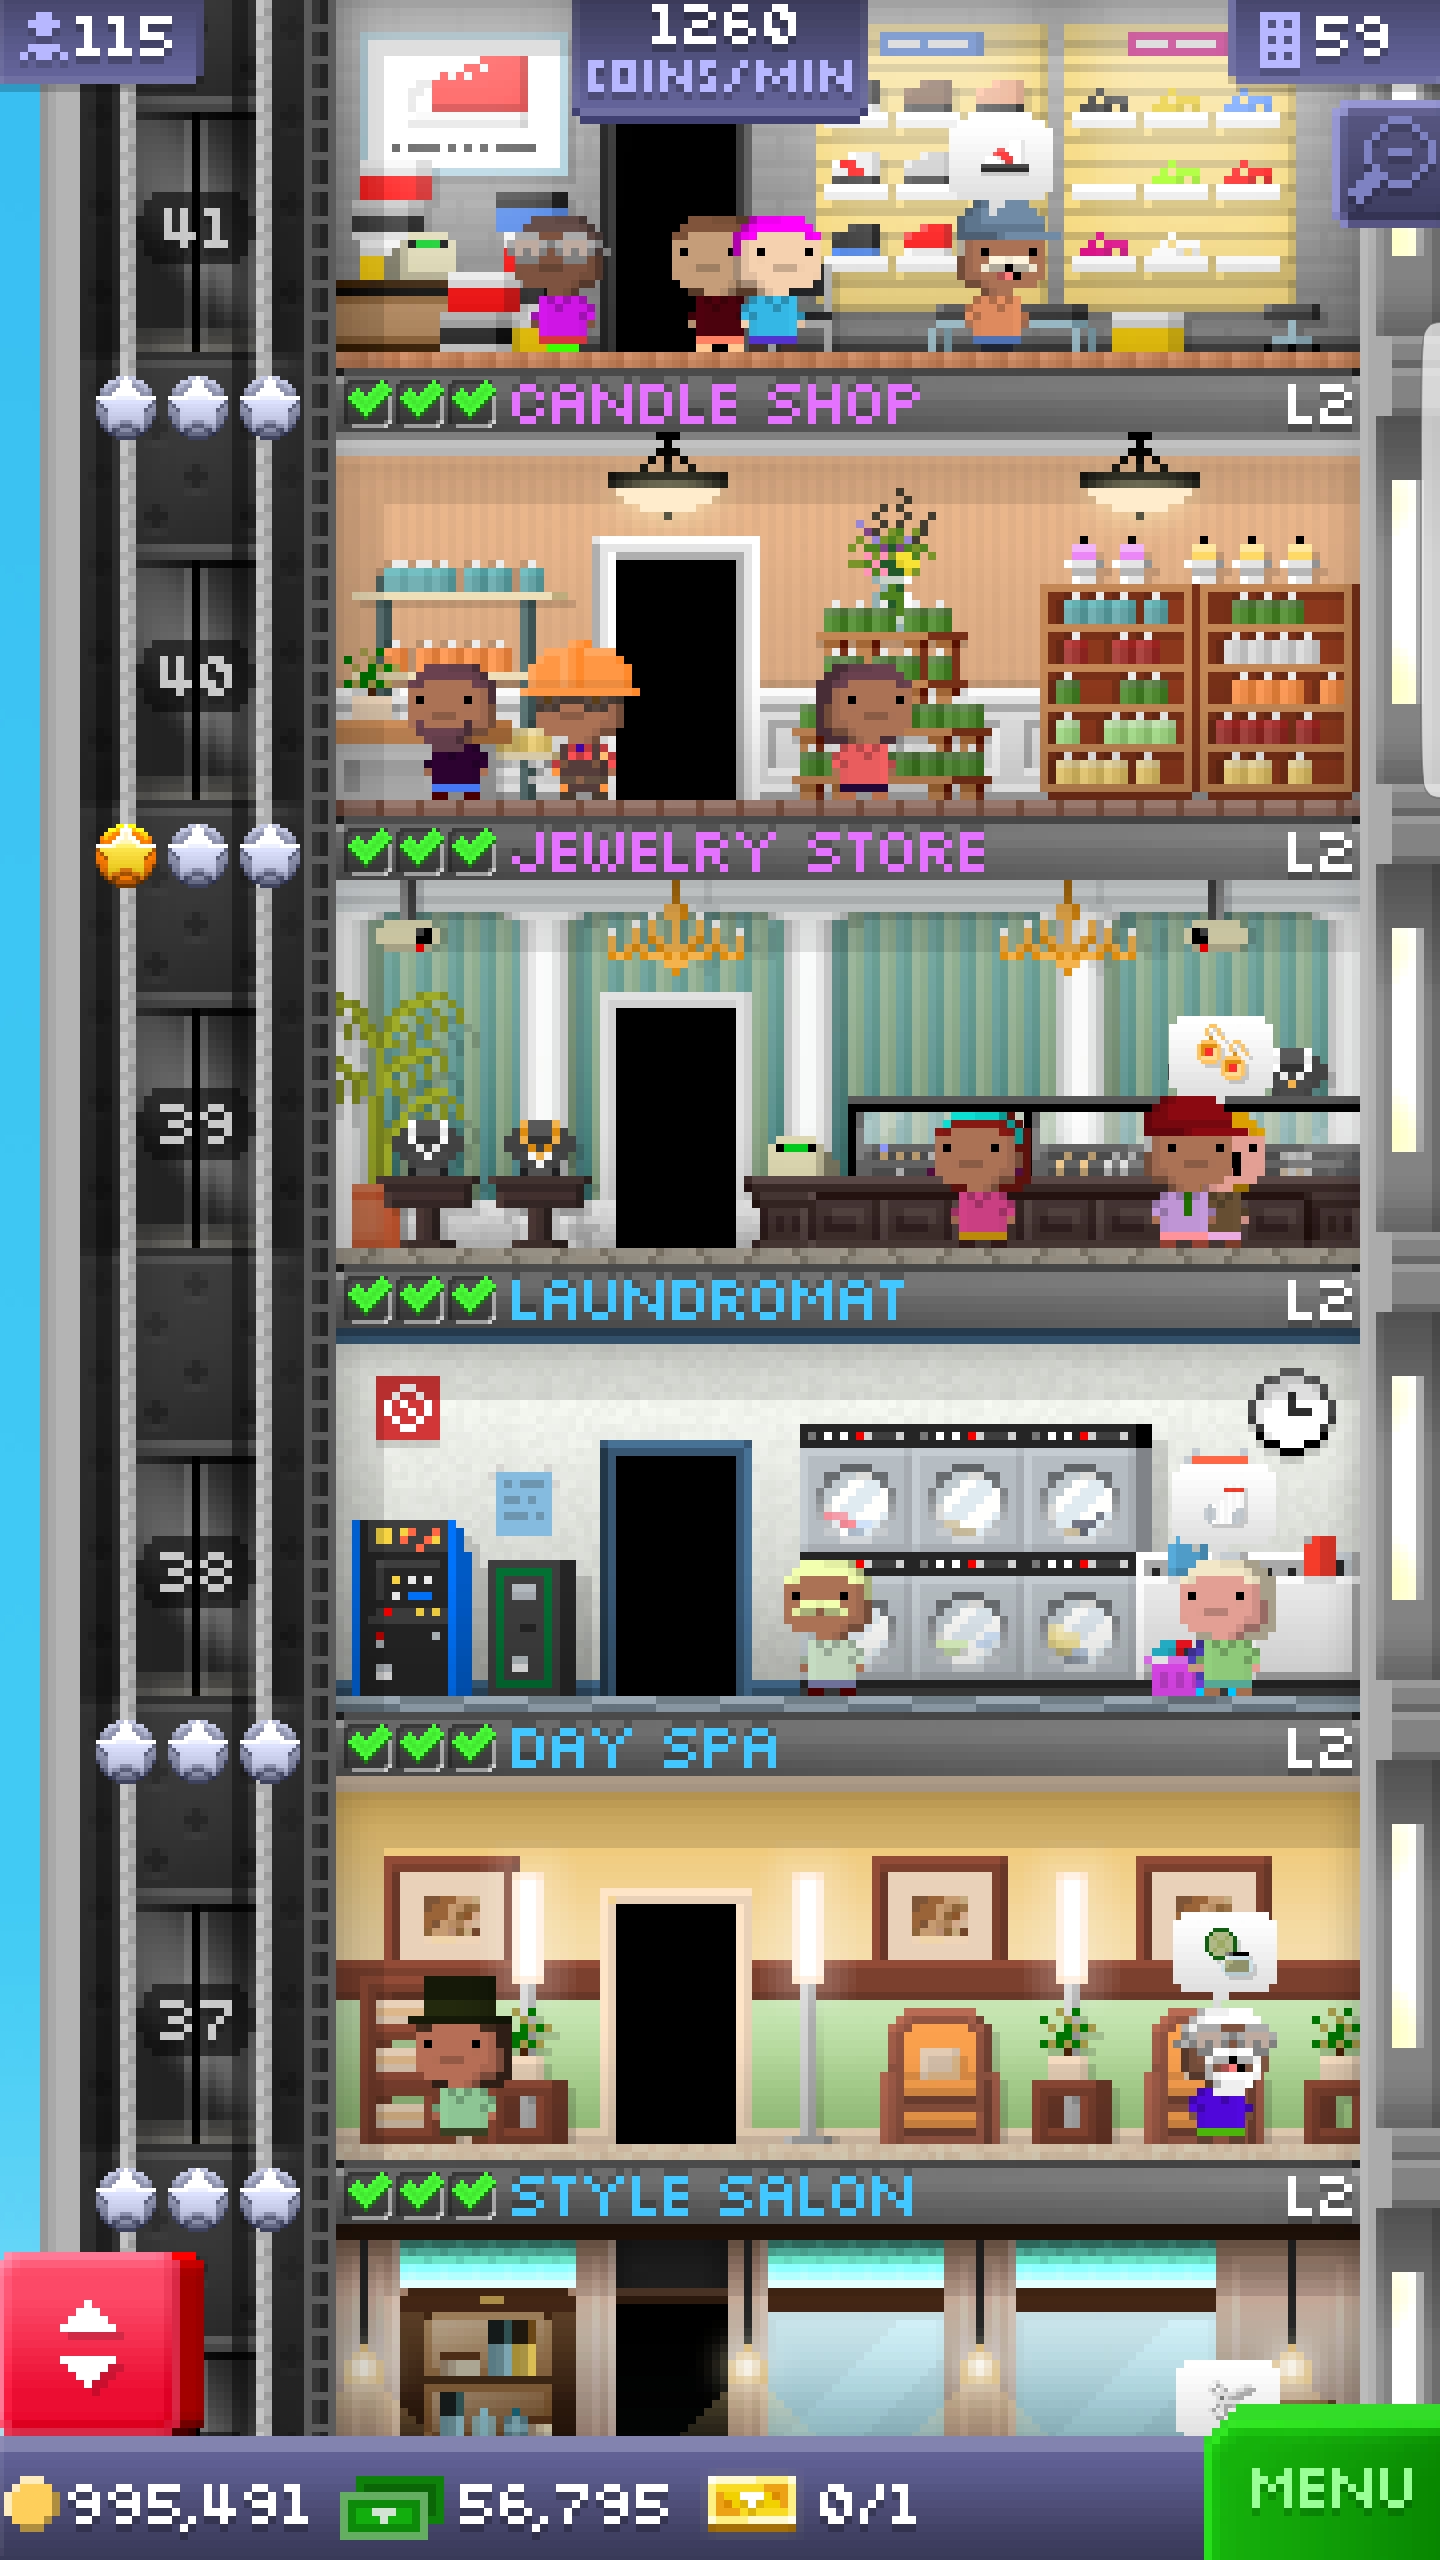 115
1260
COINS/MIN
59
41
CANDLE SHOP L2
40
JEWELRY STORE L2
39
LAUNDROMAT L2
38
DAY SPA L2
37
STYLE SALON L2
995,491 56,795 0/1
MENU